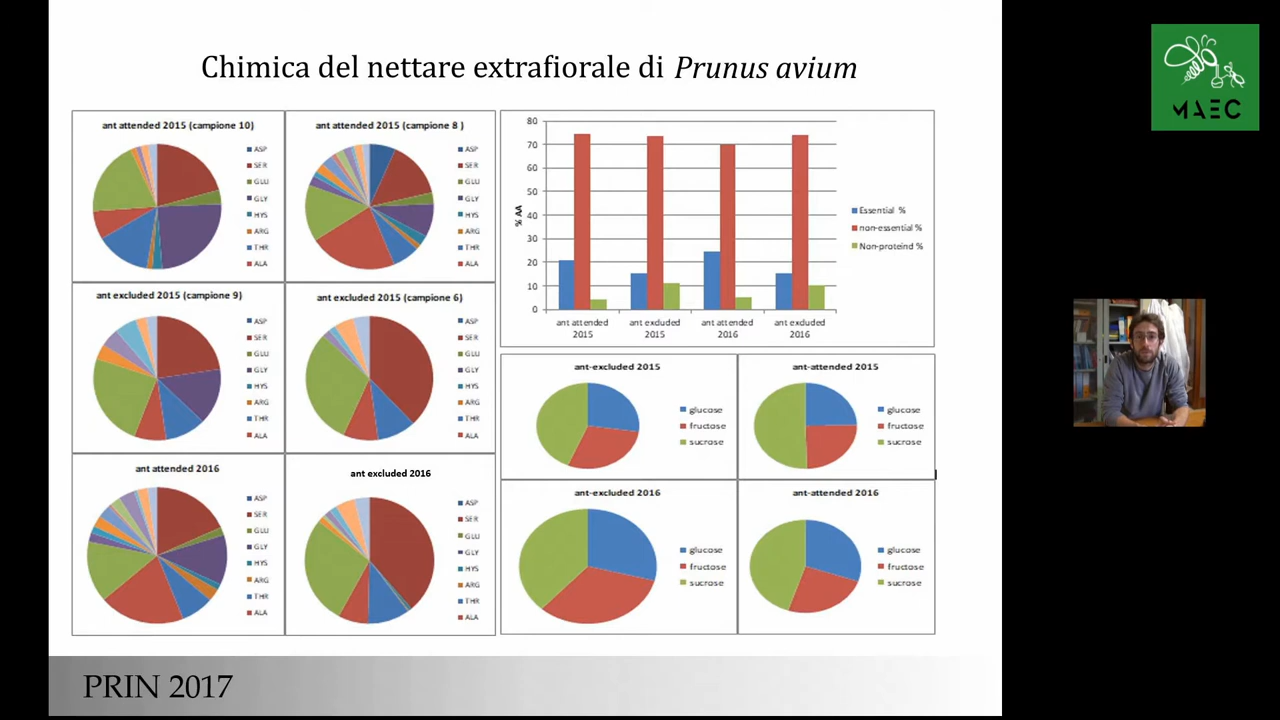 Chimica del nettare extrafiorale di Prunus avium
MAEC
ant attended 2015 (campione 10)
ASP
SER
GLU
GLY
HYS
ARG
THR
ALA
ant attended 2015 (campione 8 )
ASP
SER
GLU
GLY
HYS
ARG
THR
ALA
ant excluded 2015 (campione 9)
ASP
SER
GLU
GLY
HYS
ARG
THR
ALA
ant excluded 2015 (campione 6)
ASP
SER
GLU
GLY
HYS
ARG
THR
ALA
ant attended 2016
ASP
SER
GLU
GLY
HYS
ARG
THR
ALA
ant excluded 2016
ASP
SER
GLU
GLY
HYS
ARG
THR
ALA
% AA
80
70
60
50
40
30
20
10
0
ant attended 2015
ant excluded 2015
ant attended 2016
ant excluded 2016
Essential %
non-essential %
Non-proteind %
ant-excluded 2015
glucose
fructose
sucrose
ant-attended 2015
glucose
fructose
sucrose
ant-excluded 2016
glucose
fructose
sucrose
ant-attended 2016
glucose
fructose
sucrose
PRIN 2017